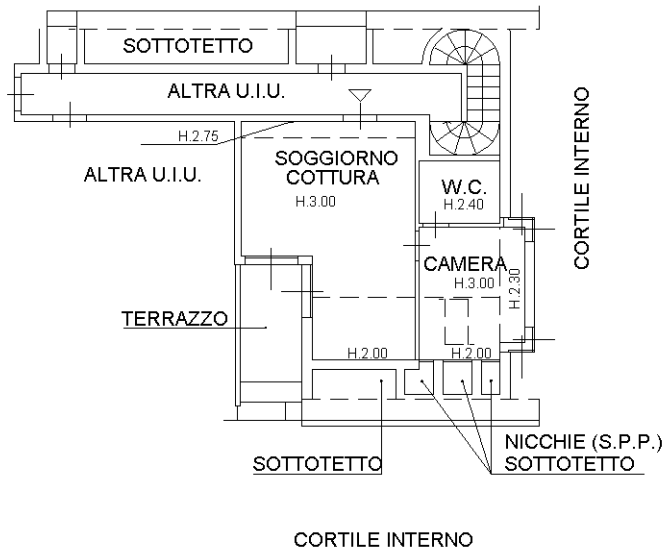 SOTTOTETTO
ALTRA U.I.U.
H.2.75
ALTRA U.I.U.
SOGGIORNO
COTTURA
H.3.00
W.C.
H.2.40
CORTILE INTERNO
CAMERA
H.3.00
H.2.30
TERRAZZO
H.2.00
H.2.00
NICCHIE (S.P.P.)
SOTTOTETTO
SOTTOTETTO
CORTILE INTERNO